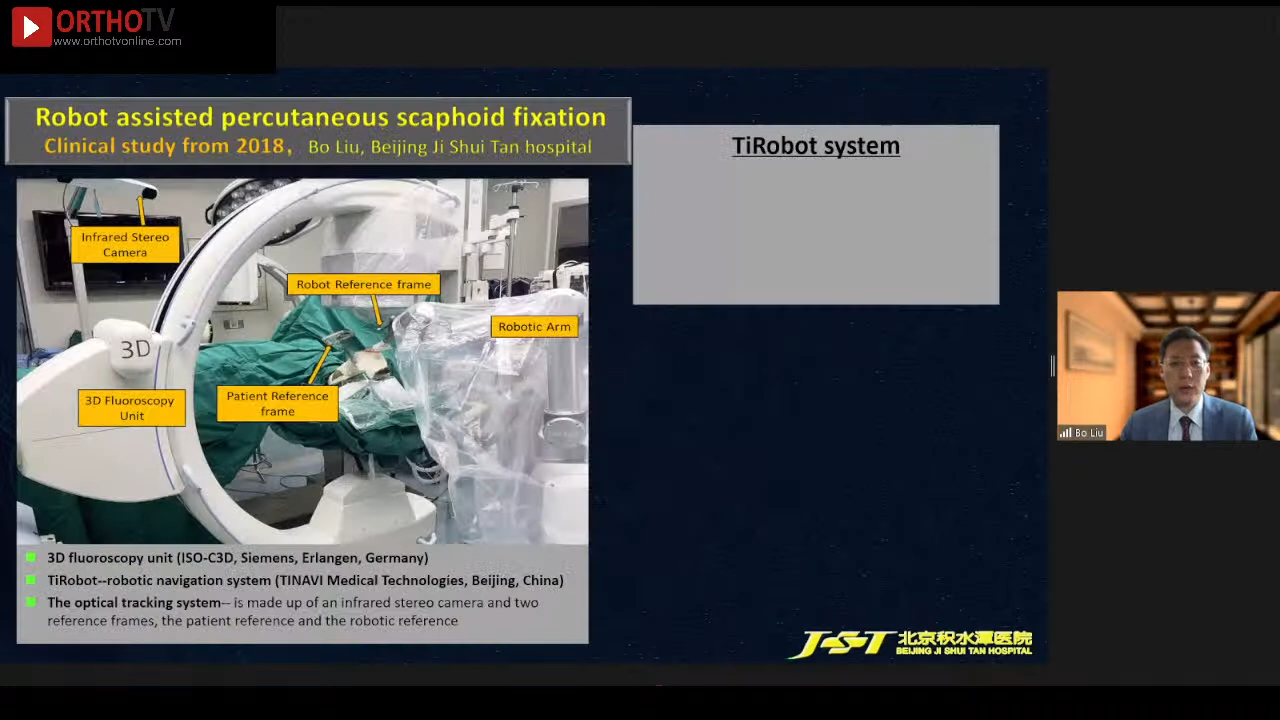 ORTHOTV
www.orthotvonline.com
Robot assisted percutaneous scaphoid fixation
Clinical study from 2018， Bo Liu, Beijing Ji Shui Tan hospital
TiRobot system
Infrared Stereo
Camera
Robot Reference frame
Robotic Arm
3D
3D Fluoroscopy
Unit
Patient Reference
frame
3D fluoroscopy unit (ISO-C3D, Siemens, Erlangen, Germany)
TiRobot--robotic navigation system (TINAVI Medical Technologies, Beijing, China)
The optical tracking system-- is made up of an infrared stereo camera and two
reference frames, the patient reference and the robotic reference
JST 北京积水潭医院
BEIJING JI SHUI TAN HOSPITAL
Bo Liu